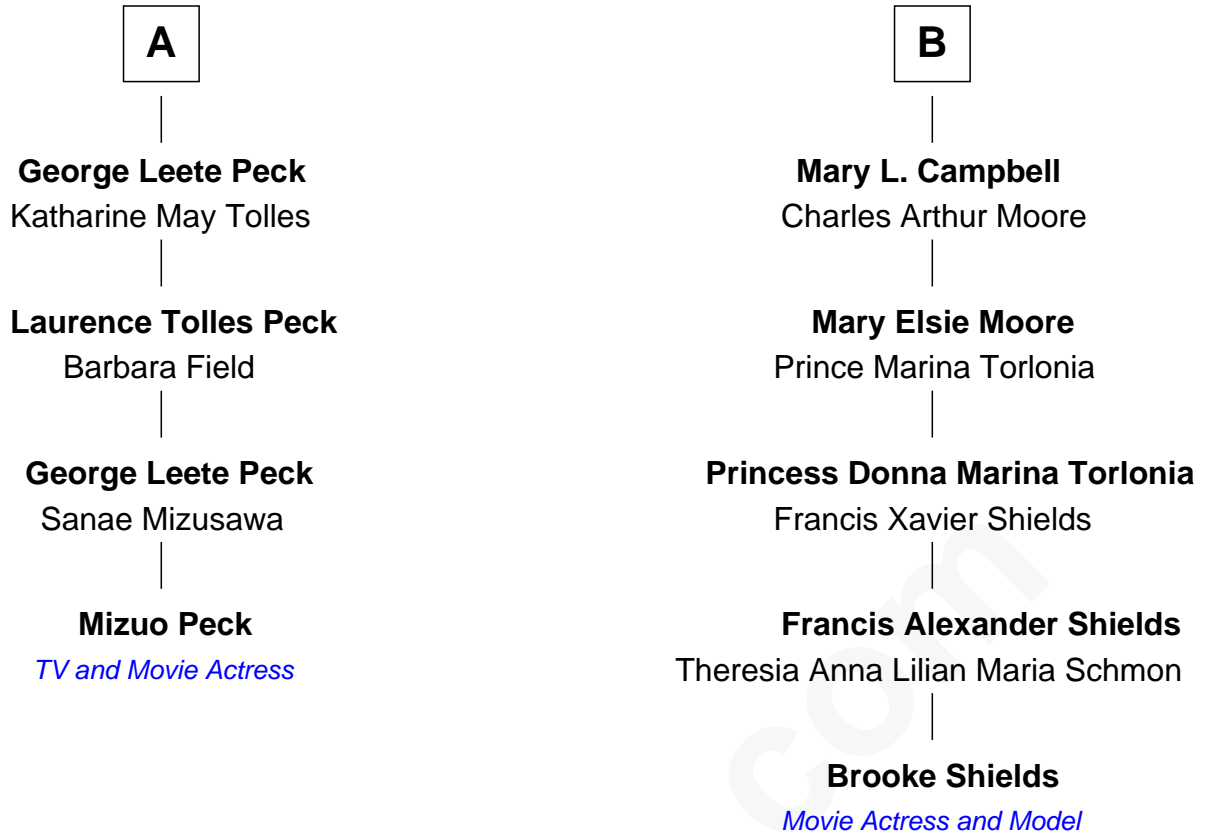 A
George Leete Peck
Katharine May Tolles
Laurence Tolles Peck
Barbara Field
George Leete Peck
Sanae Mizusawa
Mizuo Peck
TV and Movie Actress
B
Mary L. Campbell
Charles Arthur Moore
Mary Elsie Moore
Prince Marina Torlonia
Princess Donna Marina Torlonia
Francis Xavier Shields
Francis Alexander Shields
Theresia Anna Lilian Maria Schmon
Brooke Shields
Movie Actress and Model
com